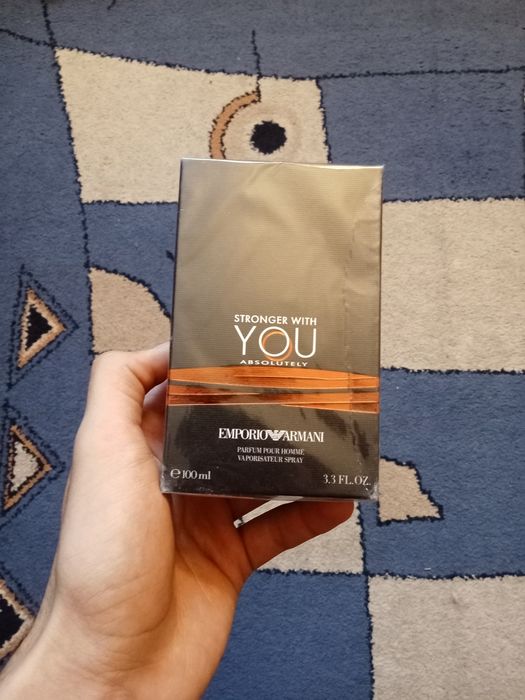 STRONGER WITH
YOU
ABSOLUTELY
EMPORIO ARMANI
PARFUM POUR HOMME
VAPORISATEUR SPRAY
e 100 ml 3.3 FL. OZ.